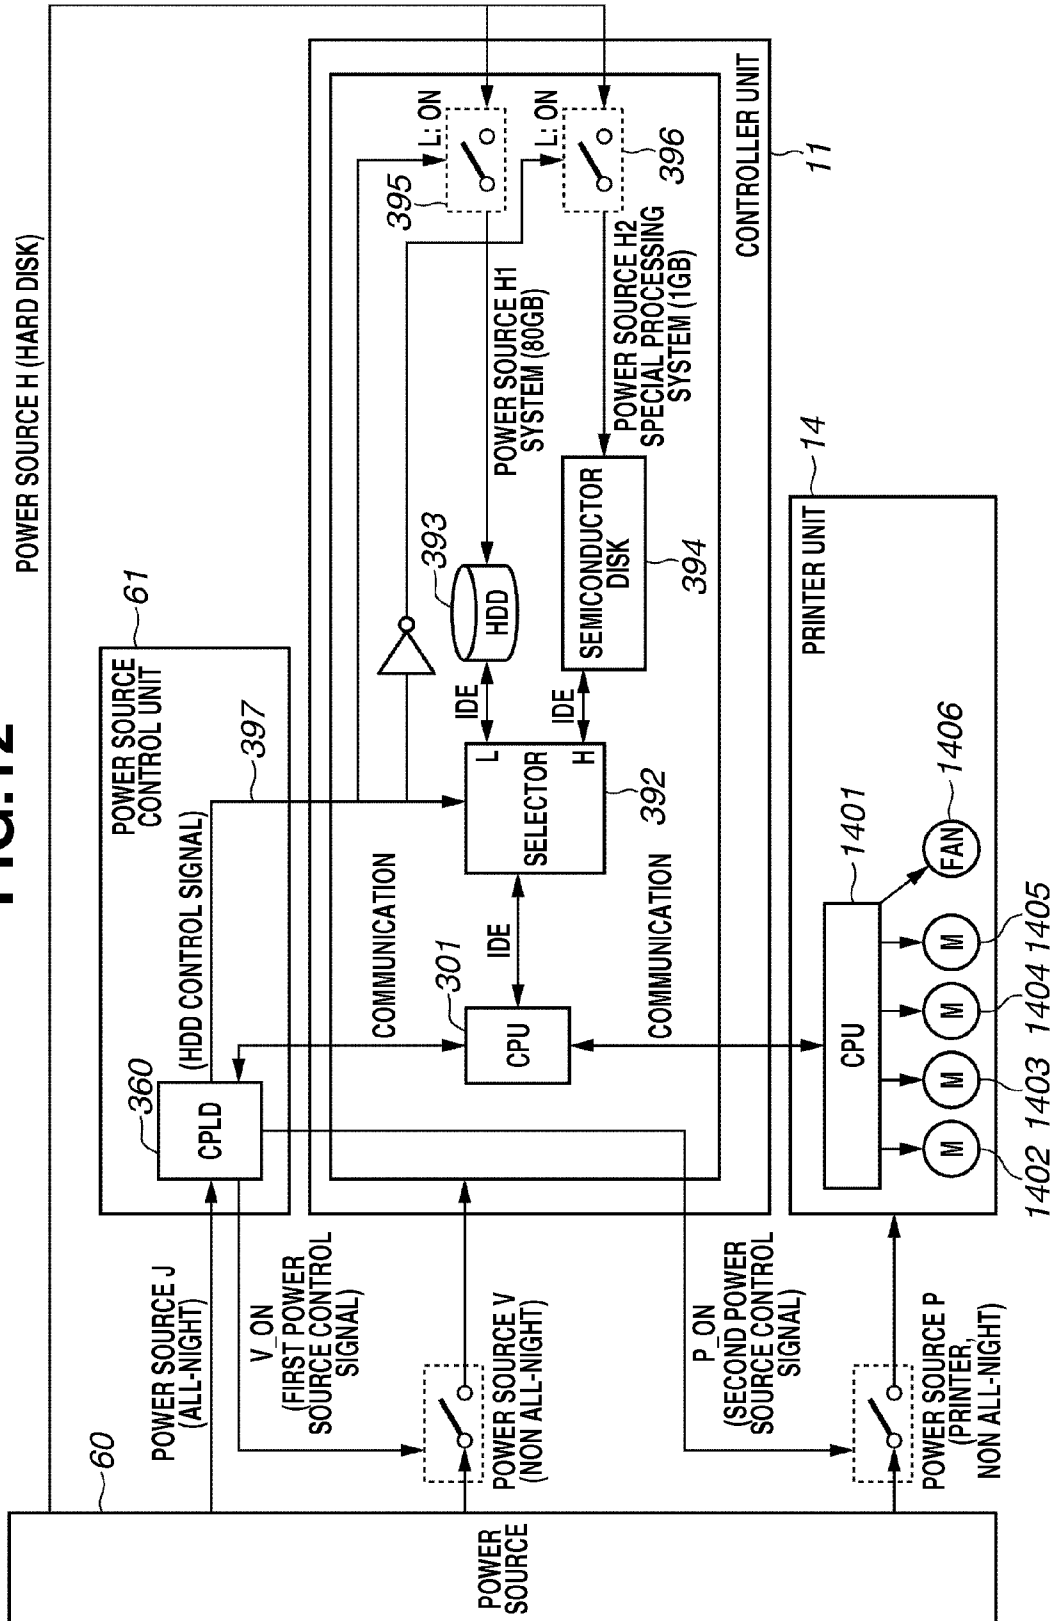 FIG.12
POWER SOURCE H (HARD DISK)
60
POWER SOURCE J
(ALL-NIGHT)
V_ON
(FIRST POWER
SOURCE CONTROL
SIGNAL)
POWER
SOURCE
POWER SOURCE V
(NON ALL-NIGHT)
P_ON
(SECOND POWER
SOURCE CONTROL
SIGNAL)
POWER SOURCE P
(PRINTER,
NON ALL-NIGHT)
61
POWER SOURCE
CONTROL UNIT
360
CPLD
(HDD CONTROL SIGNAL)
397
COMMUNICATION
301
CPU
IDE
SELECTOR
L
H
392
IDE
IDE
393
HDD
SEMICONDUCTOR
DISK
394
POWER SOURCE H1
SYSTEM (80GB)
POWER SOURCE H2
SPECIAL PROCESSING
SYSTEM (1GB)
395
L: ON
L: ON
396
COMMUNICATION
CONTROLLER UNIT
11
14
PRINTER UNIT
1401
CPU
M
M
M
M
FAN
1406
1402
1403
1404
1405